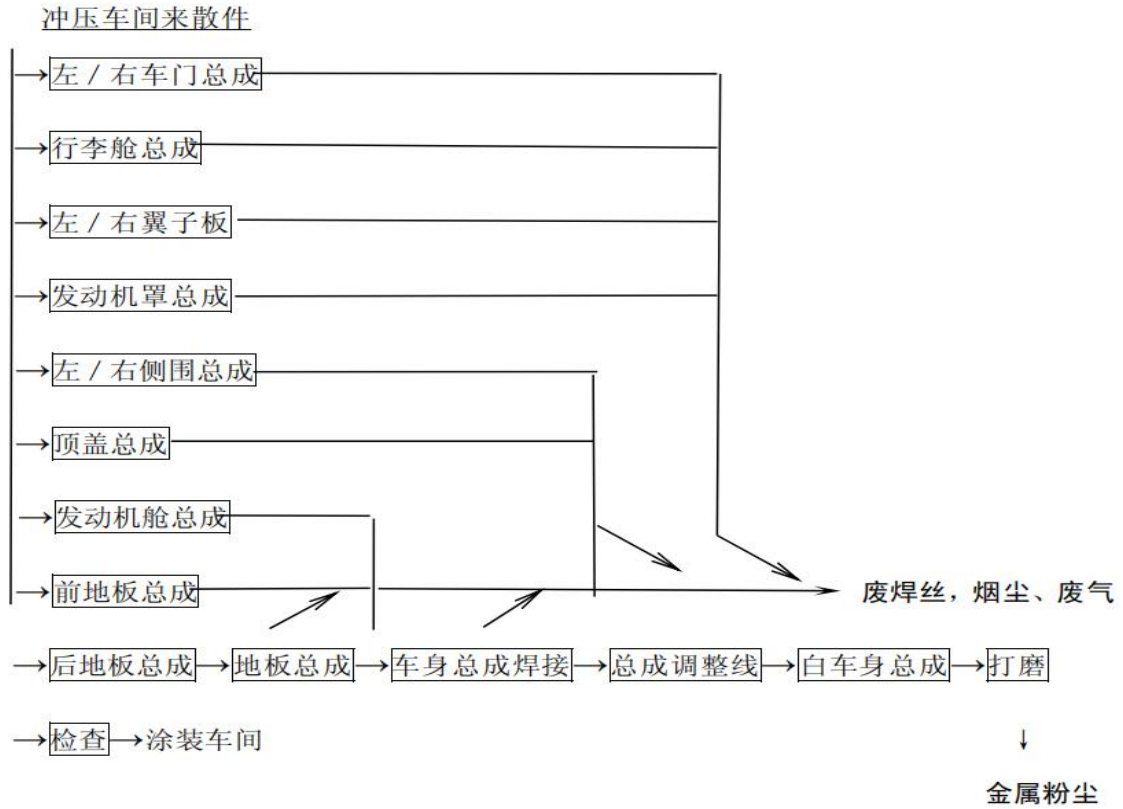 冲压车间来散件
→左/右车门总成
→行李舱总成
→左/右翼子板
→发动机罩总成
→左/右侧围总成
→顶盖总成
→发动机舱总成
→前地板总成
废焊丝，烟尘、废气
→后地板总成→地板总成→车身总成焊接→总成调整线→白车身总成→打磨
→检查→涂装车间
↓
金属粉尘